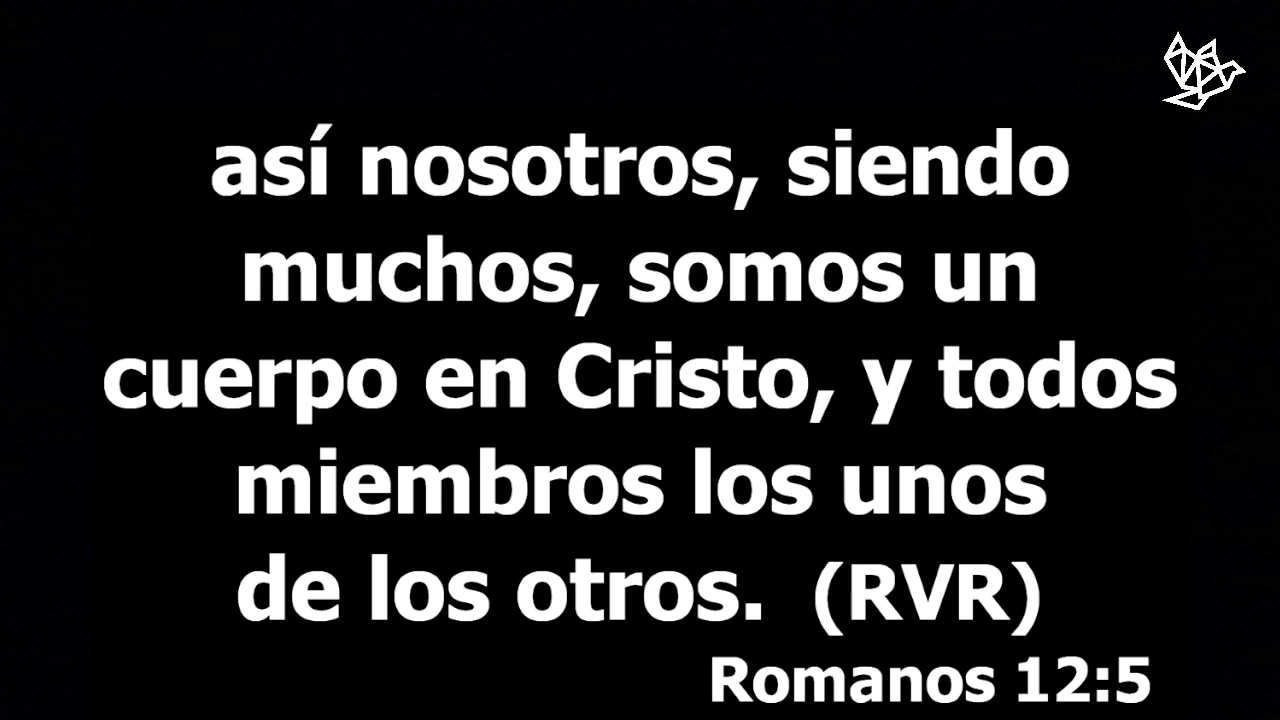 así nosotros, siendo
muchos, somos un
cuerpo en Cristo, y todos
miembros los unos
de los otros.  (RVR)
Romanos 12:5